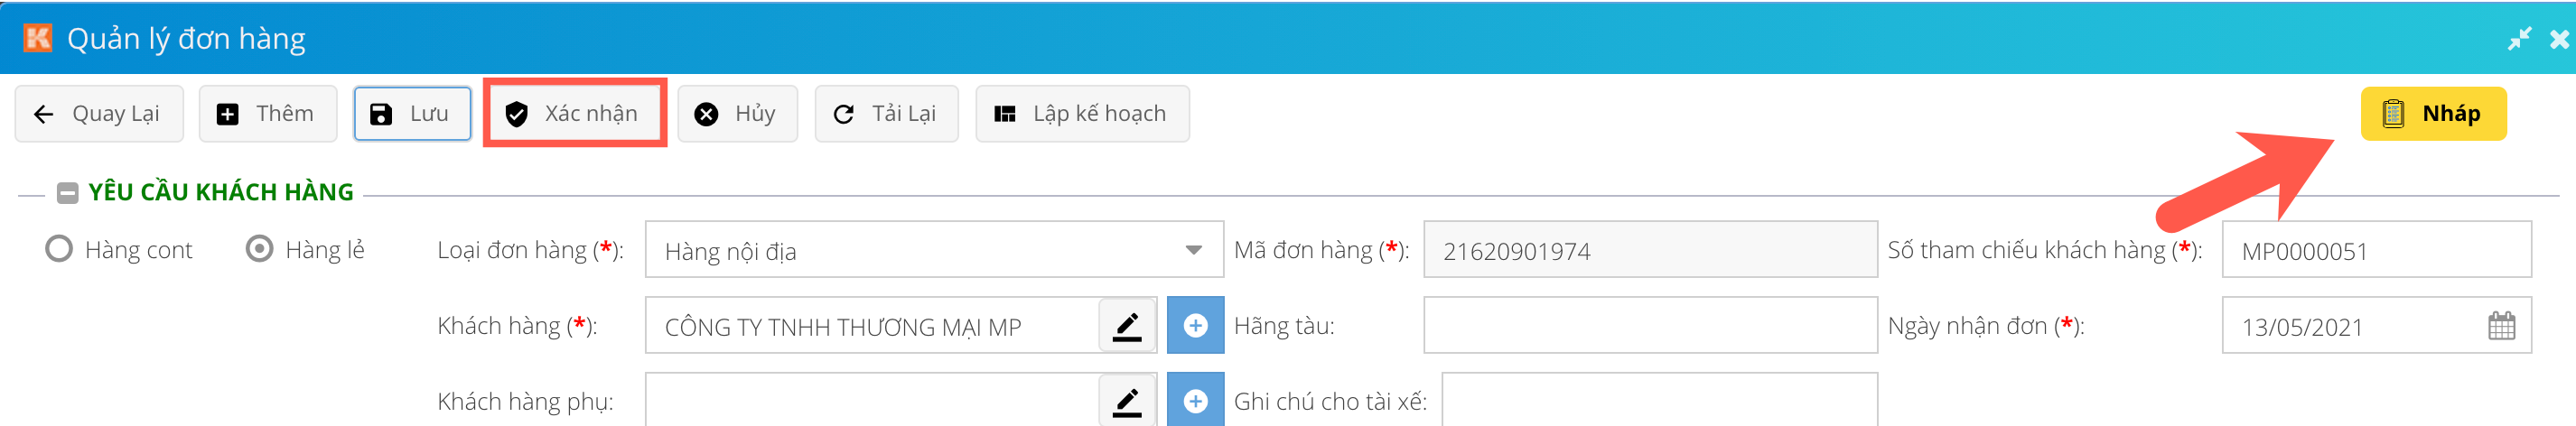 K Quản lý đơn hàng
Quay Lại Thêm Lưu Xác nhận Hủy Tải Lại Lập kế hoạch Nháp
YÊU CẦU KHÁCH HÀNG
Hàng cont Hàng lẻ Loại đơn hàng (*): Hàng nội địa Mã đơn hàng (*): 21620901974 Số tham chiếu khách hàng (*): MP0000051
Khách hàng (*): CÔNG TY TNHH THƯƠNG MẠI MP Hãng tàu: Ngày nhận đơn (*): 13/05/2021
Khách hàng phụ: Ghi chú cho tài xế: